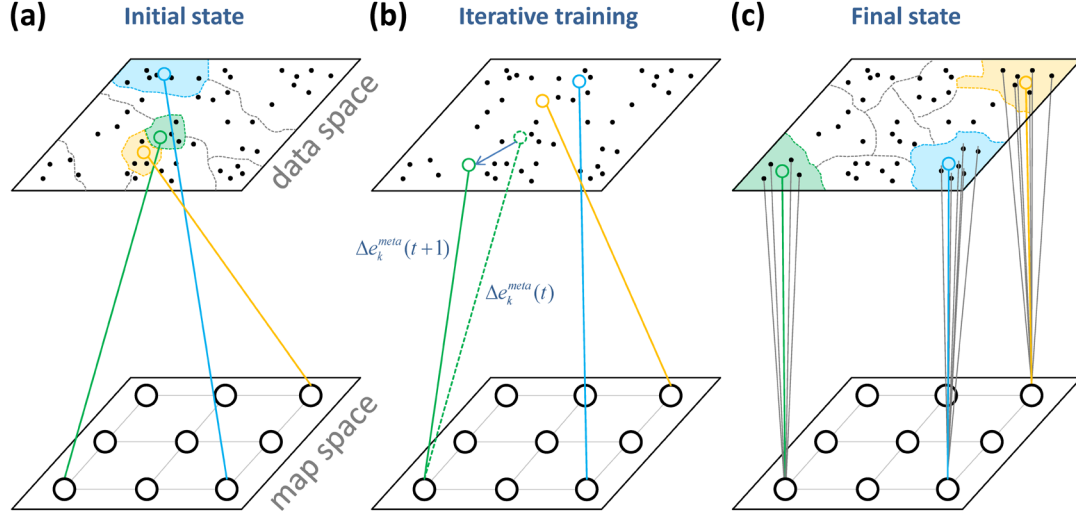 (a) Initial state
(b) Iterative training
(c) Final state
data space
Δe_k^{meta}(t+1)
Δe_k^{meta}(t)
map space